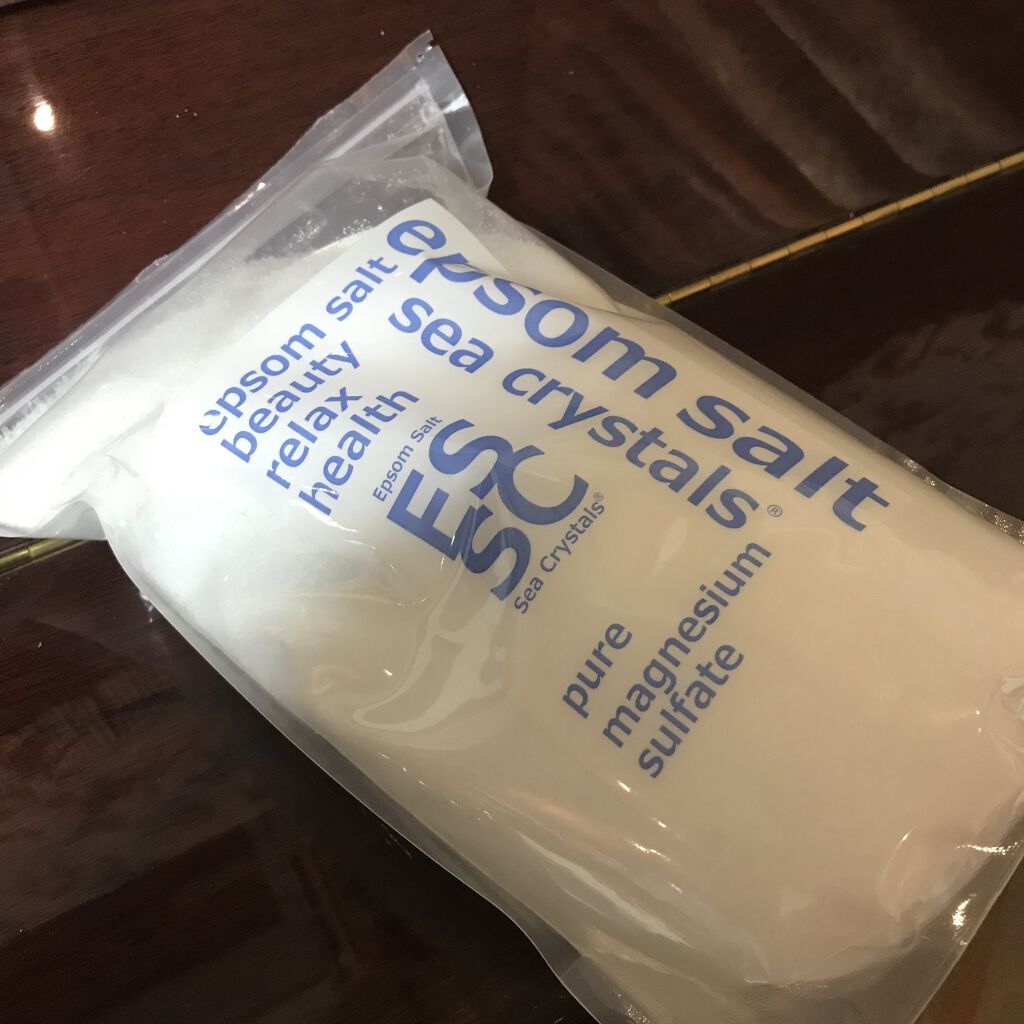 epsom salt
sea crystals®
epsom salt
beauty
relax
health
Epsom Salt
ES
SC
Sea Crystals®
pure
magnesium
sulfate